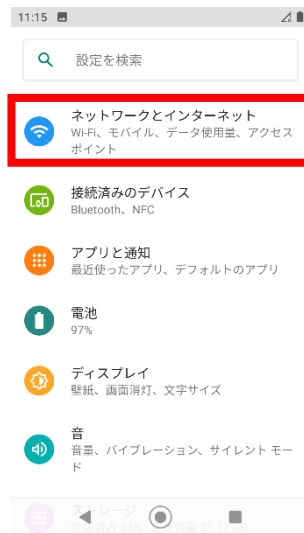 11:15
設定を検索
ネットワークとインターネット
Wi-Fi、モバイル、データ使用量、アクセス
ポイント
接続済みのデバイス
Bluetooth、NFC
アプリと通知
最近使ったアプリ、デフォルトのアプリ
電池
97%
ディスプレイ
壁紙、画面消灯、文字サイズ
音
音量、バイブレーション、サイレント モー
ド
ストレージ